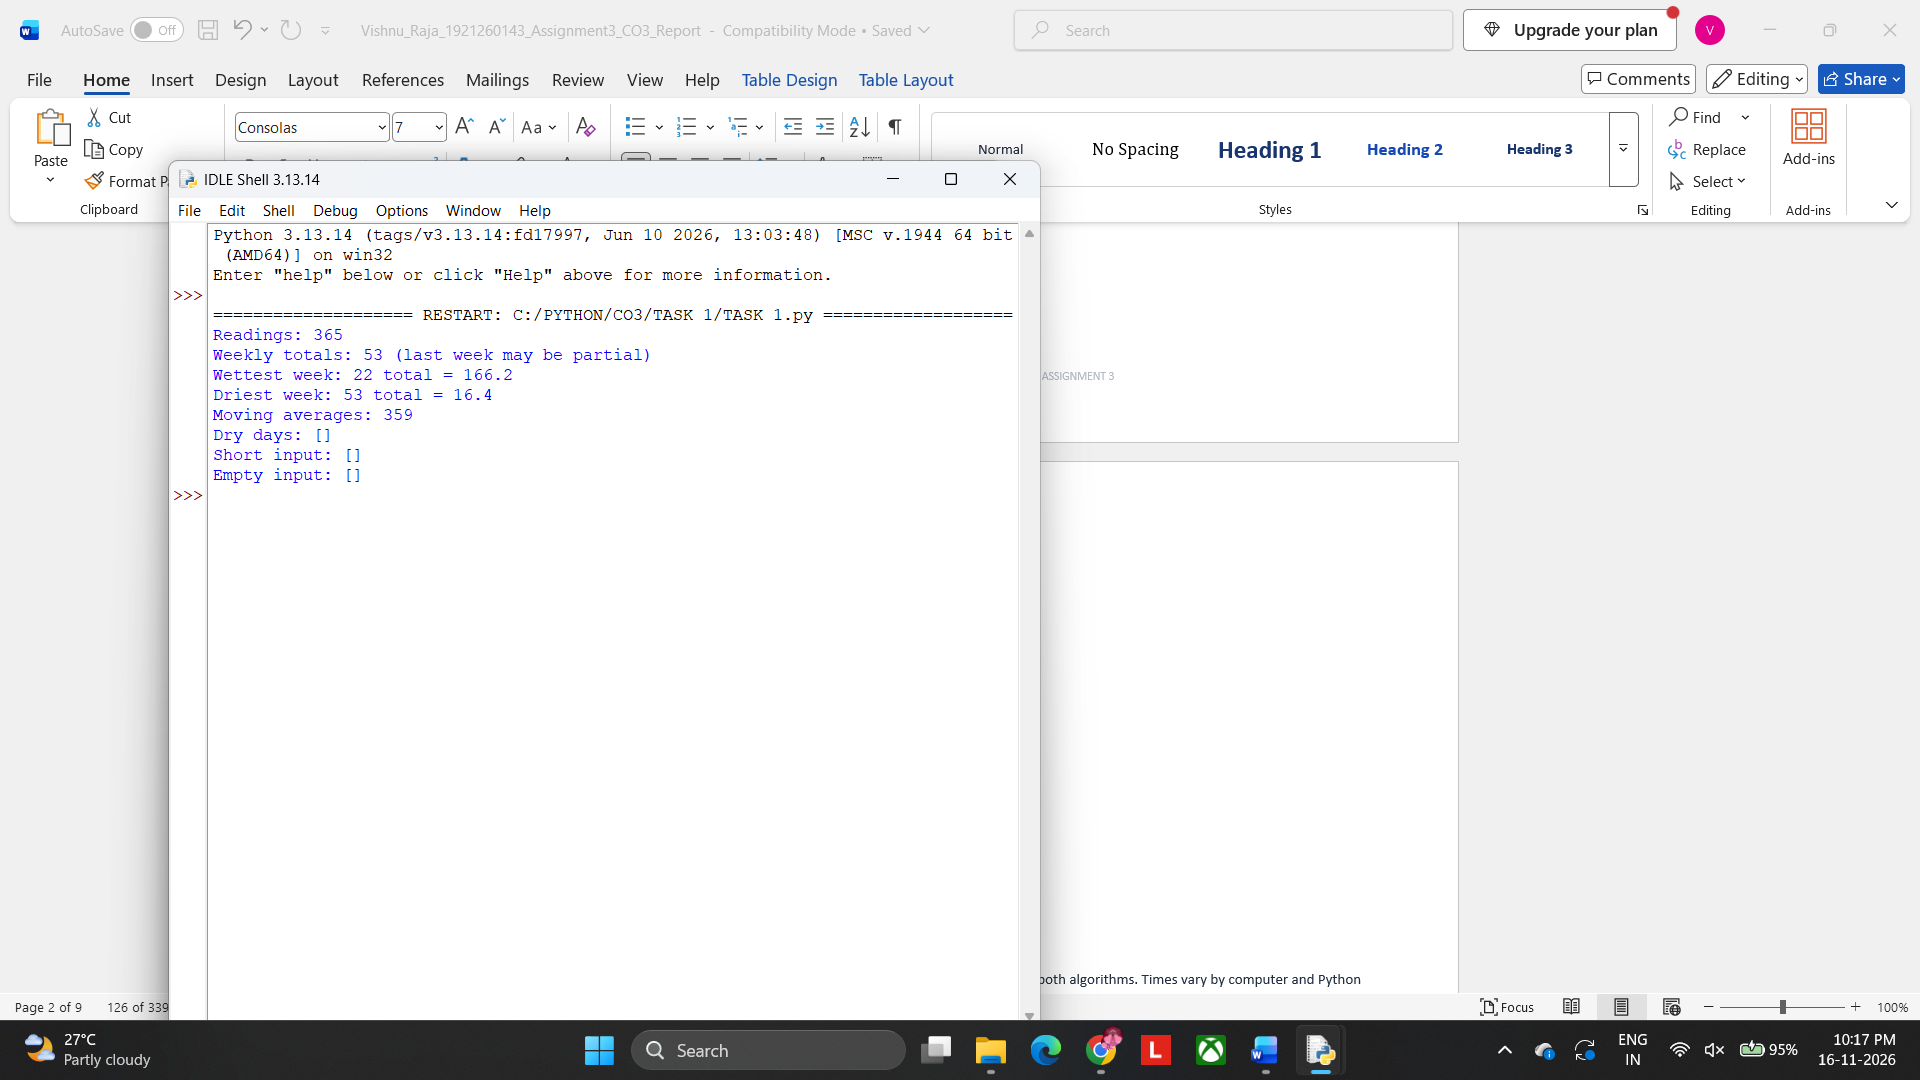 AutoSave Off Vishnu_Raja_1921260143_Assignment3_CO3_Report - Compatibility Mode • Saved Search Upgrade your plan V
File Home Insert Design Layout References Mailings Review View Help Table Design Table Layout Comments Editing Share
Paste Cut Copy Format
Clipboard
Consolas 7 Aa
Normal No Spacing Heading 1 Heading 2 Heading 3
Styles
Find
Replace
Select
Editing
Add-ins
Add-ins
IDLE Shell 3.13.14
File Edit Shell Debug Options Window Help
Python 3.13.14 (tags/v3.13.14:fd17997, Jun 10 2026, 13:03:48) [MSC v.1944 64 bit
(AMD64)] on win32
Enter "help" below or click "Help" above for more information.
>>>
==================== RESTART: C:/PYTHON/CO3/TASK 1/TASK 1.py ===================
Readings: 365
Weekly totals: 53 (last week may be partial)
Wettest week: 22 total = 166.2
Driest week: 53 total = 16.4
Moving averages: 359
Dry days: []
Short input: []
Empty input: []
>>>
ASSIGNMENT 3
both algorithms. Times vary by computer and Python
Page 2 of 9 126 of 339 Focus 100%
27°C
Partly cloudy
Search
L
ENG
IN
95%
10:17 PM
16-11-2026